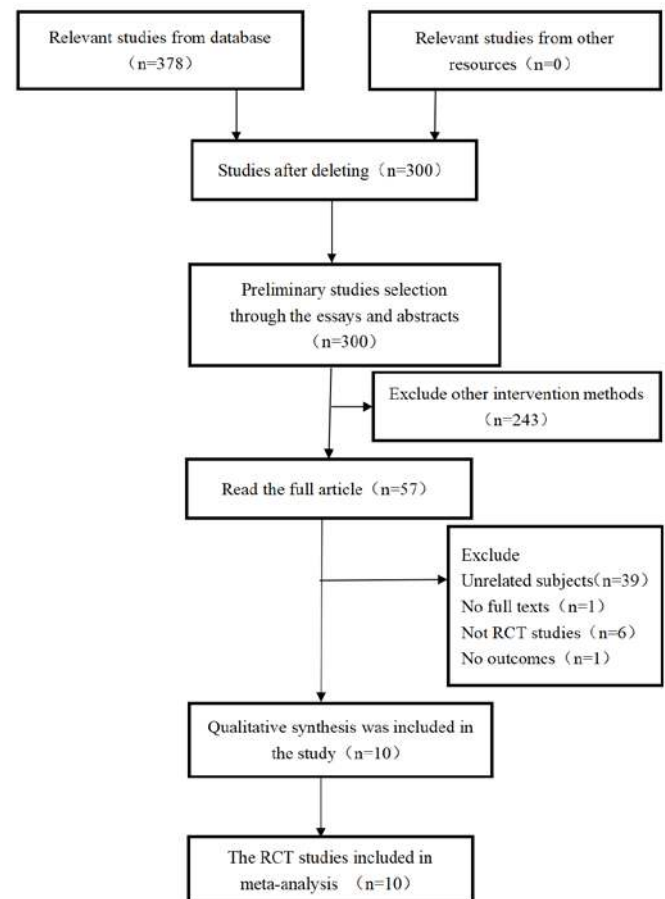 Relevant studies from database
（n=378）
Relevant studies from other
resources（n=0）
Studies after deleting（n=300）
Preliminary studies selection
through the essays and abstracts
（n=300）
Exclude other intervention methods
（n=243）
Read the full article（n=57）
Exclude
Unrelated subjects(n=39)
No full texts（n=1）
Not RCT studies（n=6）
No outcomes（n=1）
Qualitative synthesis was included in
the study（n=10）
The RCT studies included in
meta-analysis （n=10）